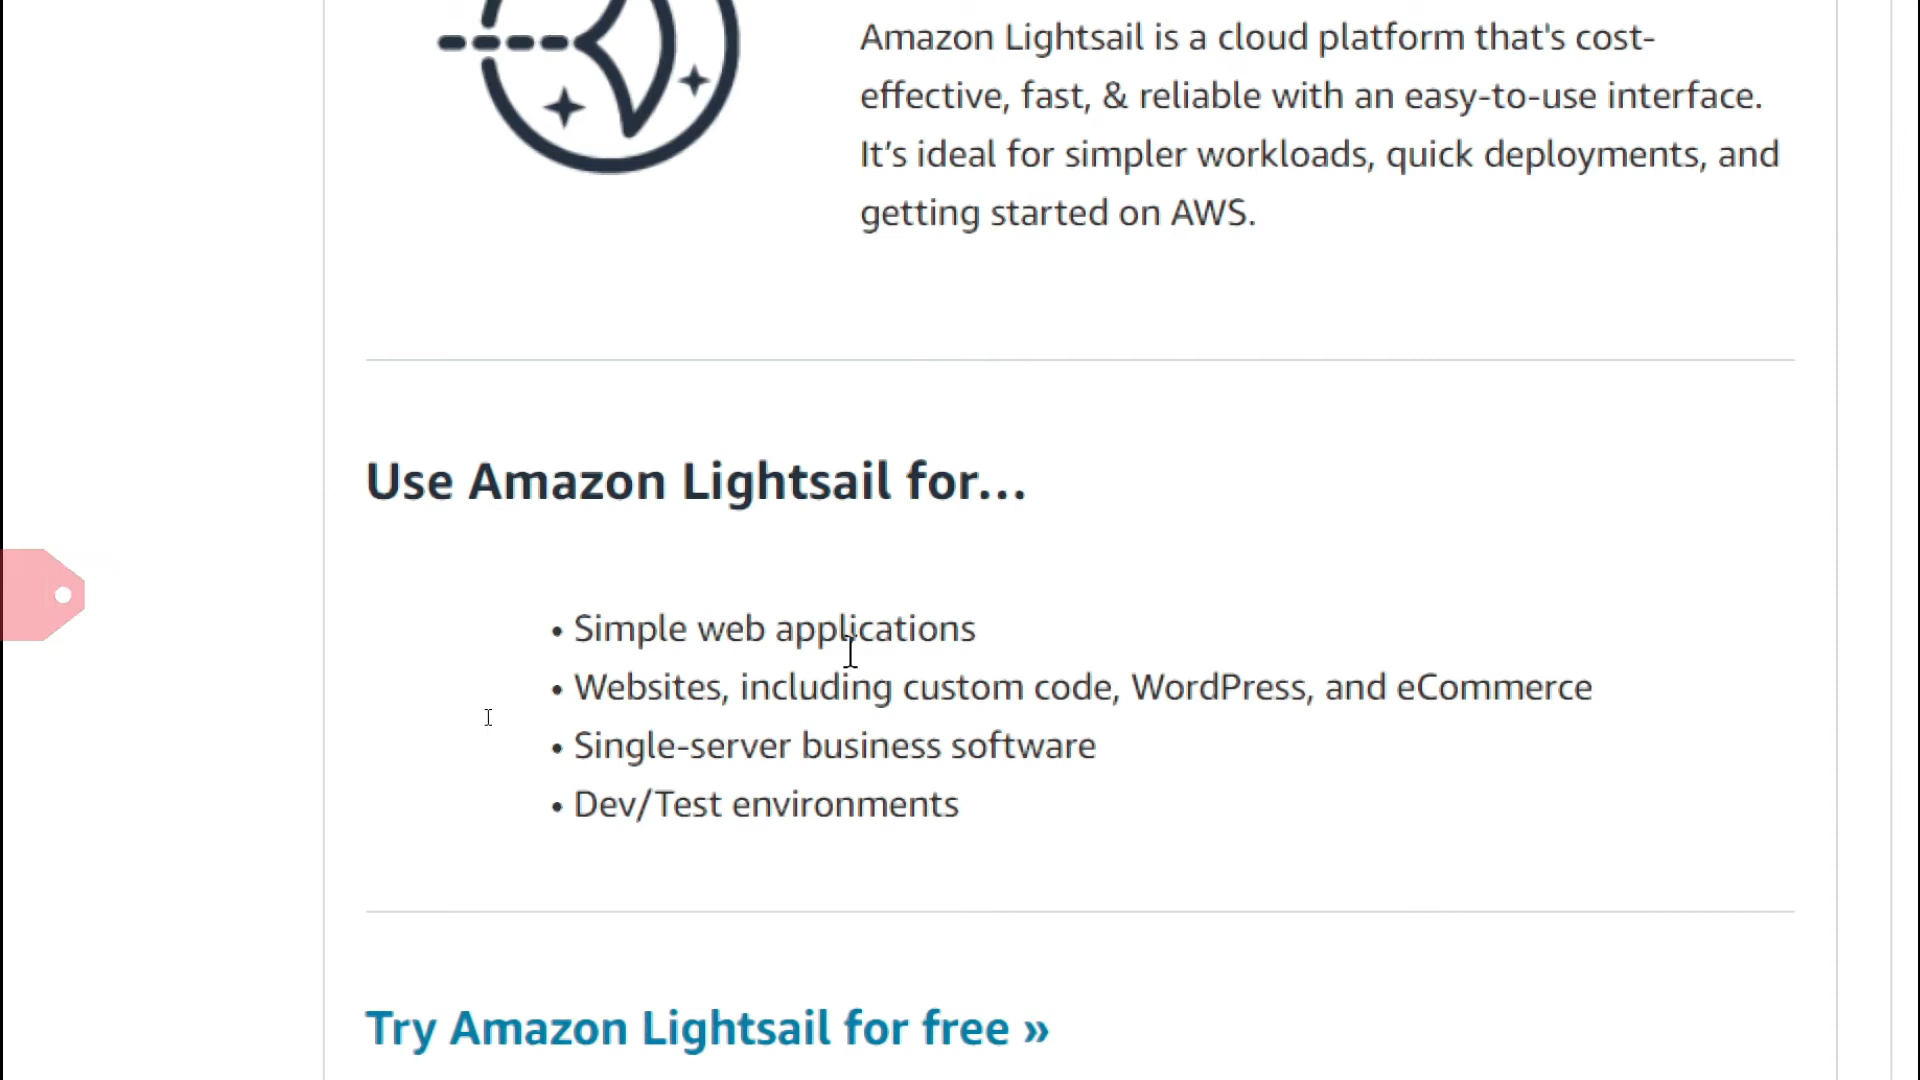 Amazon Lightsail is a cloud platform that's cost-
effective, fast, & reliable with an easy-to-use interface.
It’s ideal for simpler workloads, quick deployments, and
getting started on AWS.
Use Amazon Lightsail for...
• Simple web applications
• Websites, including custom code, WordPress, and eCommerce
• Single-server business software
• Dev/Test environments
Try Amazon Lightsail for free »